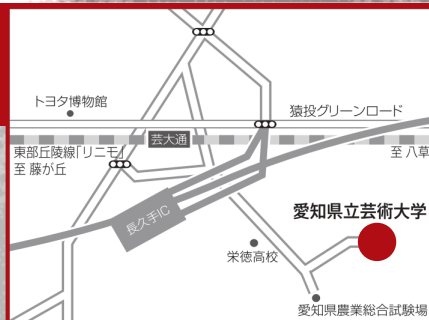 トヨタ博物館
猿投グリーンロード
芸大通
東部丘陵線「リニモ」
至 藤が丘
至 八草
長久手IC
愛知県立芸術大学
栄徳高校
愛知県農業総合試験場